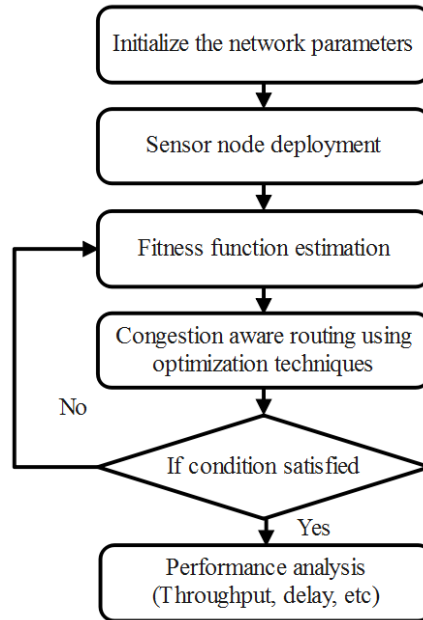 Initialize the network parameters
Sensor node deployment
Fitness function estimation
Congestion aware routing using
optimization techniques
No
If condition satisfied
Yes
Performance analysis
(Throughput, delay, etc)